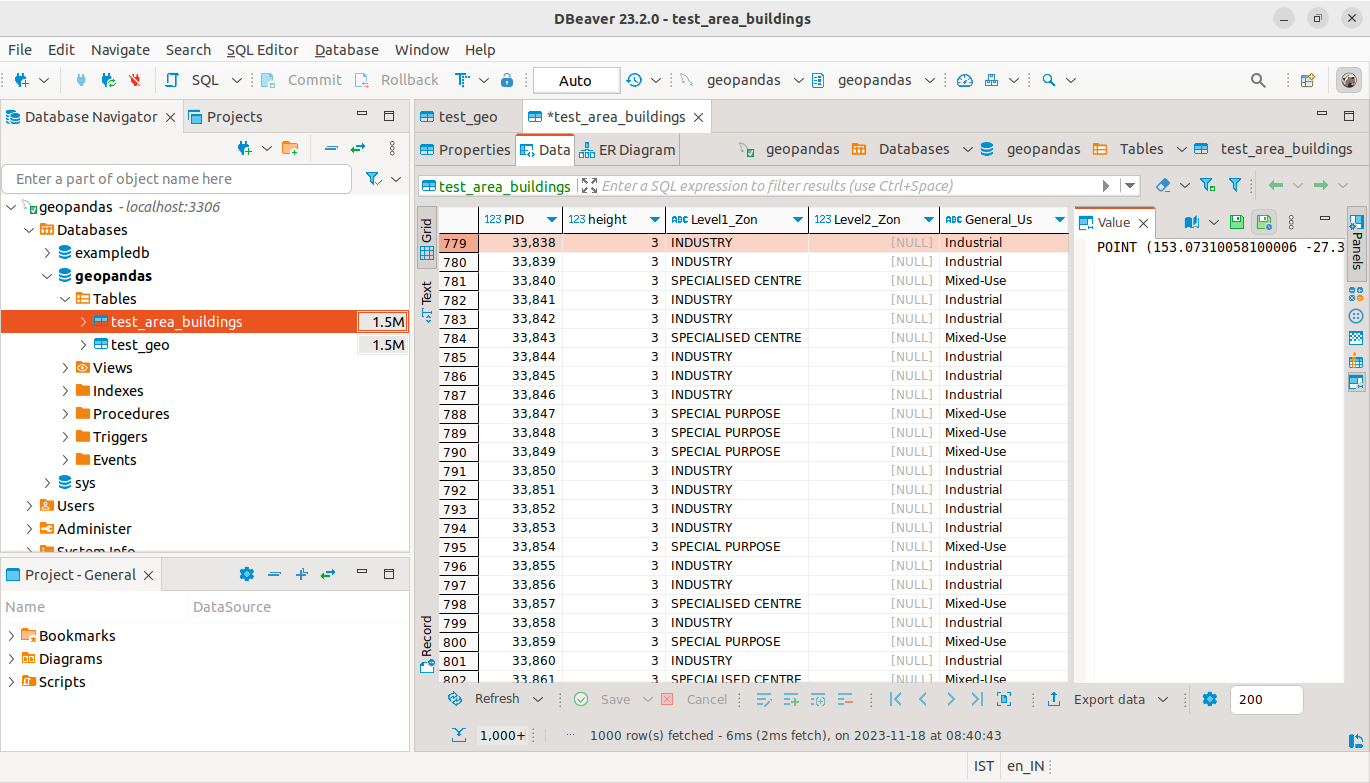 DBeaver 23.2.0 - test_area_buildings
File Edit Navigate Search SQL Editor Database Window Help
SQL Commit Rollback Auto geopandas geopandas
Database Navigator Projects
Enter a part of object name here
geopandas - localhost:3306
Databases
exampledb
geopandas
Tables
test_area_buildings 1.5M
test_geo 1.5M
Views
Indexes
Procedures
Triggers
Events
sys
Users
Administer
System Info
Project - General
Name DataSource
Bookmarks
Diagrams
Scripts
test_geo *test_area_buildings
Properties Data ER Diagram geopandas Databases geopandas Tables test_area_buildings
test_area_buildings Enter a SQL expression to filter results (use Ctrl+Space)
Grid
Text
Record
123 PID 123 height ABC Level1_Zon 123 Level2_Zon ABC General_Us
779 33,838 3 INDUSTRY [NULL] Industrial
780 33,839 3 INDUSTRY [NULL] Industrial
781 33,840 3 SPECIALISED CENTRE [NULL] Mixed-Use
782 33,841 3 INDUSTRY [NULL] Industrial
783 33,842 3 INDUSTRY [NULL] Industrial
784 33,843 3 SPECIALISED CENTRE [NULL] Mixed-Use
785 33,844 3 INDUSTRY [NULL] Industrial
786 33,845 3 INDUSTRY [NULL] Industrial
787 33,846 3 INDUSTRY [NULL] Industrial
788 33,847 3 SPECIAL PURPOSE [NULL] Mixed-Use
789 33,848 3 SPECIAL PURPOSE [NULL] Mixed-Use
790 33,849 3 SPECIAL PURPOSE [NULL] Mixed-Use
791 33,850 3 INDUSTRY [NULL] Industrial
792 33,851 3 INDUSTRY [NULL] Industrial
793 33,852 3 INDUSTRY [NULL] Industrial
794 33,853 3 INDUSTRY [NULL] Industrial
795 33,854 3 SPECIAL PURPOSE [NULL] Mixed-Use
796 33,855 3 INDUSTRY [NULL] Industrial
797 33,856 3 INDUSTRY [NULL] Industrial
798 33,857 3 SPECIALISED CENTRE [NULL] Mixed-Use
799 33,858 3 INDUSTRY [NULL] Industrial
800 33,859 3 SPECIAL PURPOSE [NULL] Mixed-Use
801 33,860 3 INDUSTRY [NULL] Industrial
802 33,861 3 SPECIALISED CENTRE [NULL] Mixed-Use
Value
POINT (153.07310058100006 -27.3
Panels
Refresh Save Cancel Export data 200
1,000+ 1000 row(s) fetched - 6ms (2ms fetch), on 2023-11-18 at 08:40:43
IST en_IN